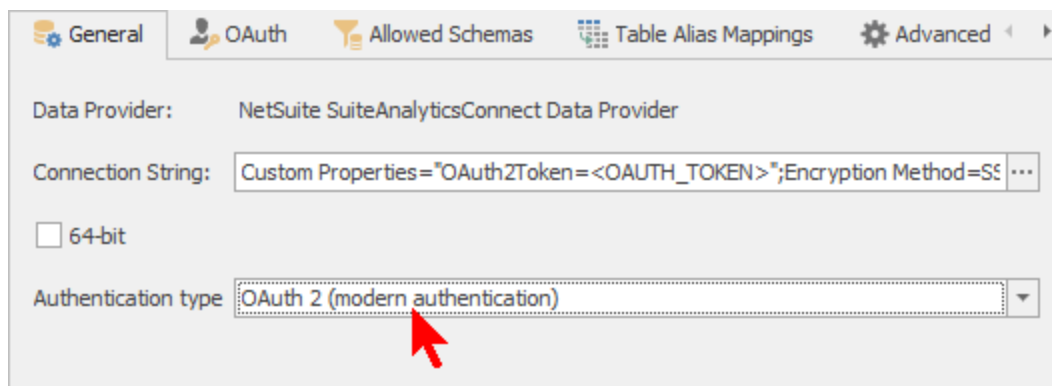 General OAuth Allowed Schemas Table Alias Mappings Advanced
Data Provider: NetSuite SuiteAnalyticsConnect Data Provider
Connection String: Custom Properties="OAuth2Token=<OAUTH_TOKEN>";Encryption Method=SS ...
64-bit
Authentication type OAuth 2 (modern authentication)